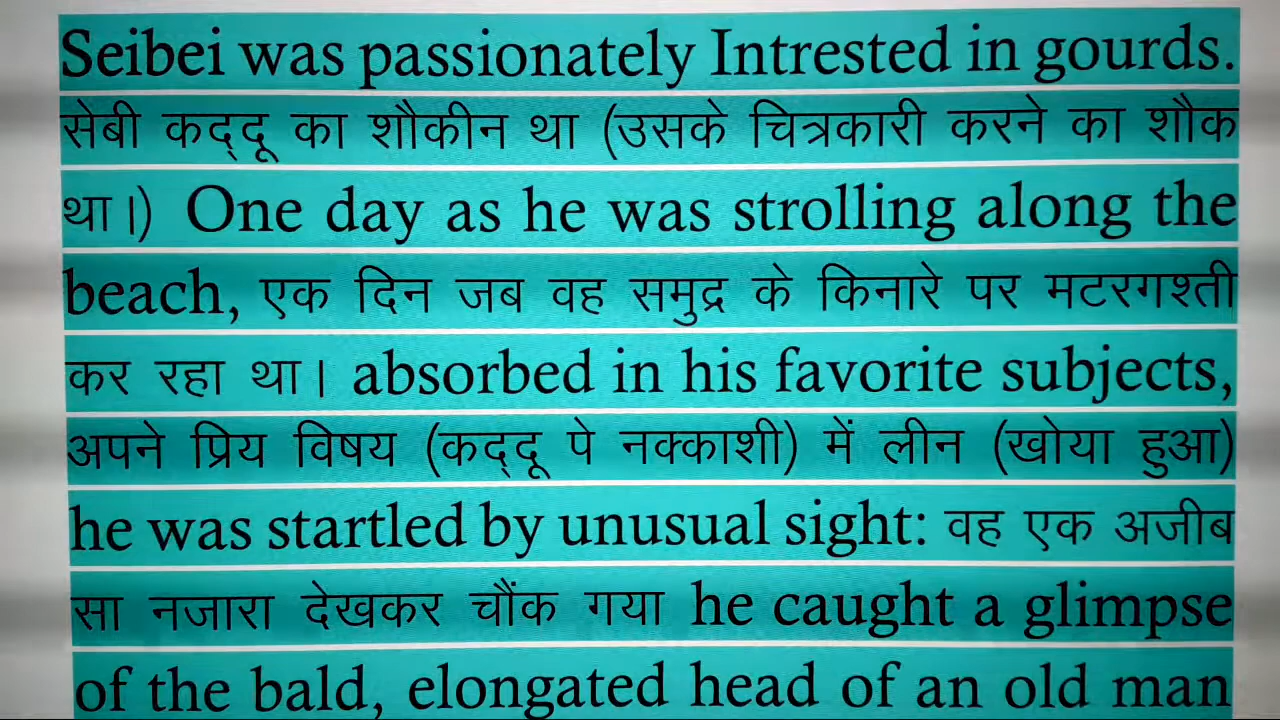 Seibei was passionately Intrested in gourds.
सेबी कद्दू का शौकीन था (उसके चित्रकारी करने का शौक
था।) One day as he was strolling along the
beach, एक दिन जब वह समुद्र के किनारे पर मटरगश्ती
कर रहा था। absorbed in his favorite subjects,
अपने प्रिय विषय (कद्दू पे नक्काशी) में लीन (खोया हुआ)
he was startled by unusual sight: वह एक अजीब
सा नजारा देखकर चौंक गया he caught a glimpse
of the bald, elongated head of an old man